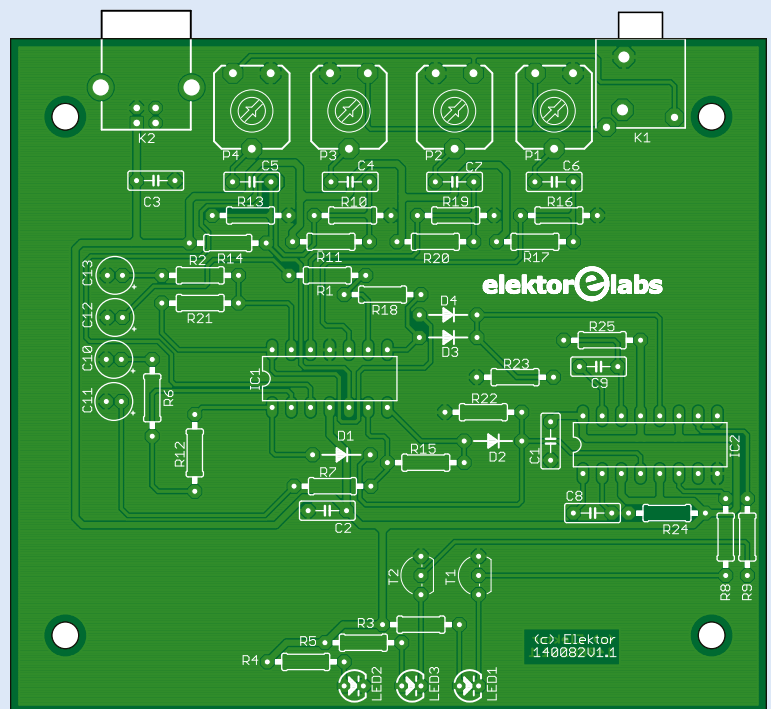 K2
K1
P4
P3
P2
P1
C3
C5
C4
C7
C6
R13
R10
R19
R16
R2
R14
R11
R20
R17
C13
R1
elektor e labs
R21
R18
D4
C12
D3
R25
C10
IC1
R23
C9
C11
R6
R22
R12
D1
R15
D2
C1
IC2
R7
C2
C8
R24
T2
T1
R8
R9
R3
R5
R4
(c) Elektor
140082V1.1
LED2
LED3
LED1